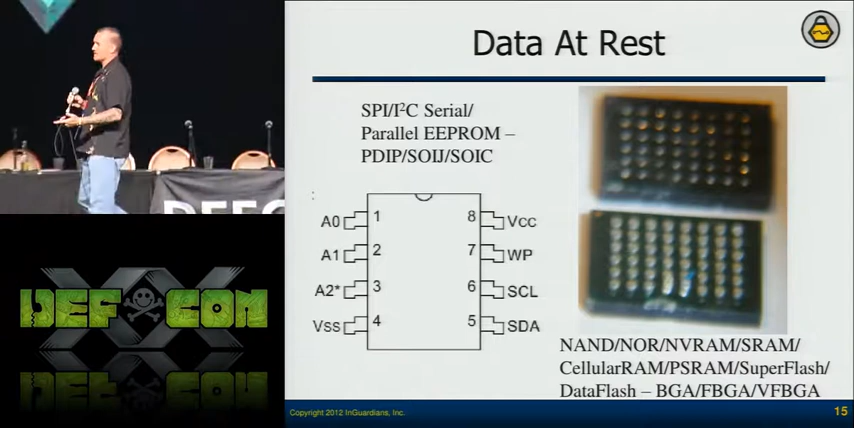 Data At Rest
SPI/I²C Serial/
Parallel EEPROM –
PDIP/SOIJ/SOIC
A0
1
8
Vcc
A1
2
7
WP
A2*
3
6
SCL
Vss
4
5
SDA
NAND/NOR/NVRAM/SRAM/
CellularRAM/PSRAM/SuperFlash/
DataFlash – BGA/FBGA/VFBGA
Copyright 2012 InGuardians, Inc.
15
DEF CON
XX